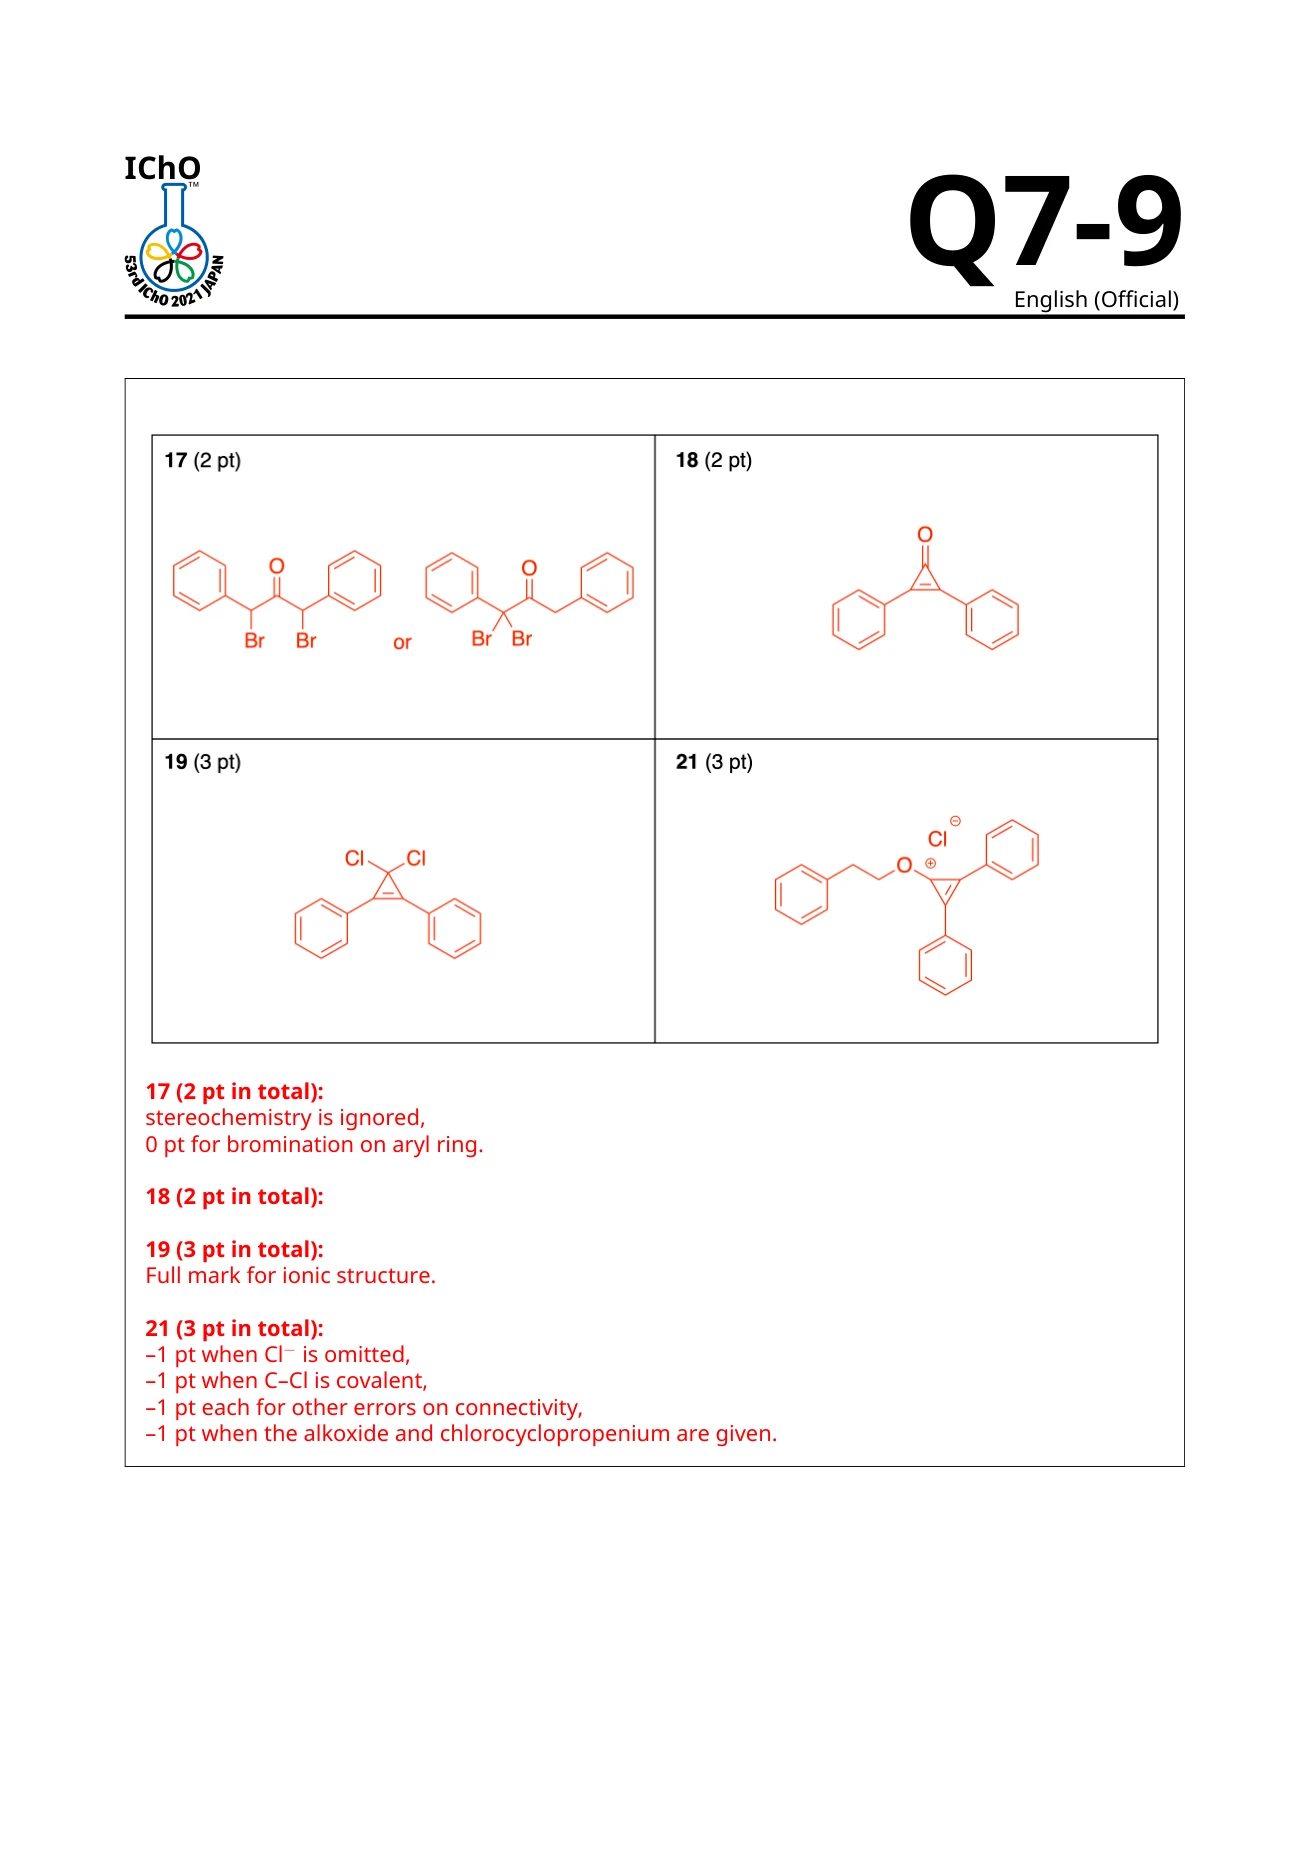 IChO
TM
53rd IChO 2021 JAPAN
Q7-9
English (Official)
17 (2 pt)
18 (2 pt)
O
Br
Br
or
O
Br
Br
O
19 (3 pt)
21 (3 pt)
Cl
Cl
Cl ⊖
O ⊕
17 (2 pt in total):
stereochemistry is ignored,
0 pt for bromination on aryl ring.
18 (2 pt in total):
19 (3 pt in total):
Full mark for ionic structure.
21 (3 pt in total):
–1 pt when Cl⁻ is omitted,
–1 pt when C–Cl is covalent,
–1 pt each for other errors on connectivity,
–1 pt when the alkoxide and chlorocyclopropenium are given.